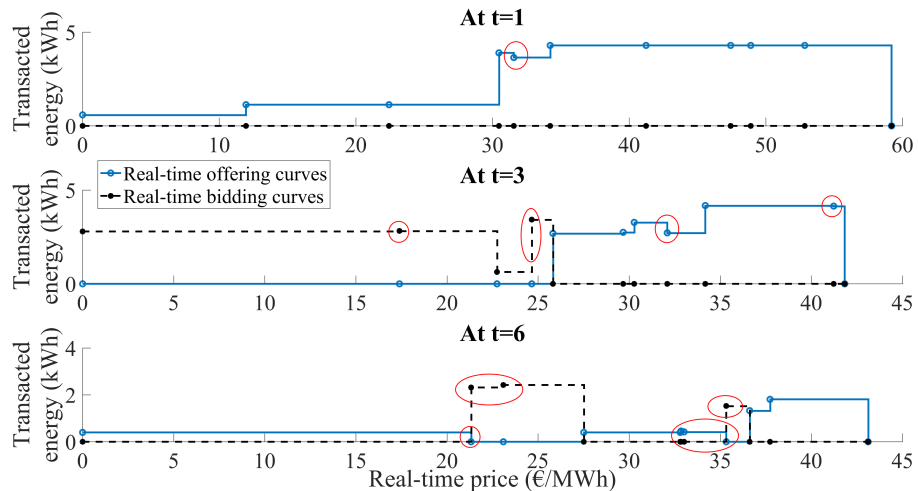 At t=1
Transacted
energy (kWh)
5
0
0 10 20 30 40 50 60
Real-time offering curves
Real-time bidding curves
At t=3
Transacted
energy (kWh)
5
0
0 5 10 15 20 25 30 35 40 45
At t=6
Transacted
energy (kWh)
4
2
0
0 5 10 15 20 25 30 35 40 45
Real-time price (€/MWh)